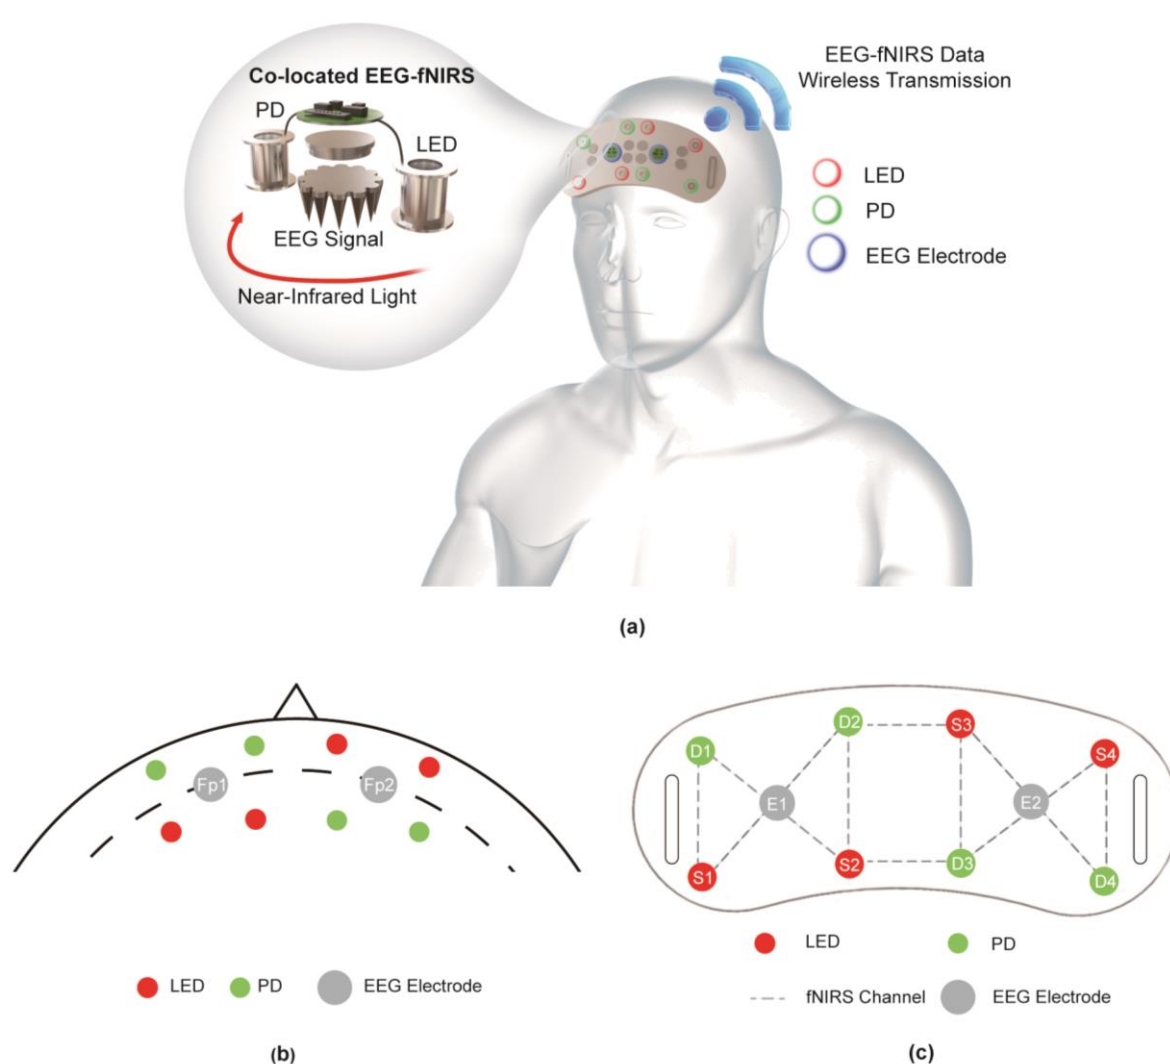 Co-located EEG-fNIRS
PD
LED
EEG Signal
Near-Infrared Light
EEG-fNIRS Data
Wireless Transmission
LED
PD
EEG Electrode
(a)
Fp1
Fp2
LED
PD
EEG Electrode
(b)
D2
S3
D1
S4
E1
E2
S1
S2
D3
D4
LED
PD
fNIRS Channel
EEG Electrode
(c)